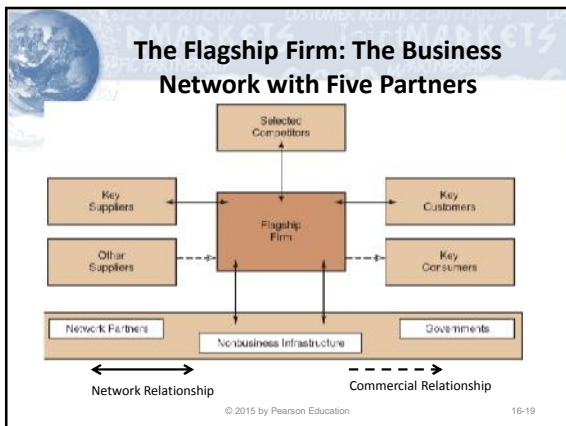 The Flagship Firm: The Business
Network with Five Partners
Selected
Competitors
Key
Suppliers
Flagship
Firm
Key
Customers
Other
Suppliers
Key
Consumers
Network Partners
Nonbusiness Infrastructure
Governments
Network Relationship
Commercial Relationship
© 2015 by Pearson Education
16-19